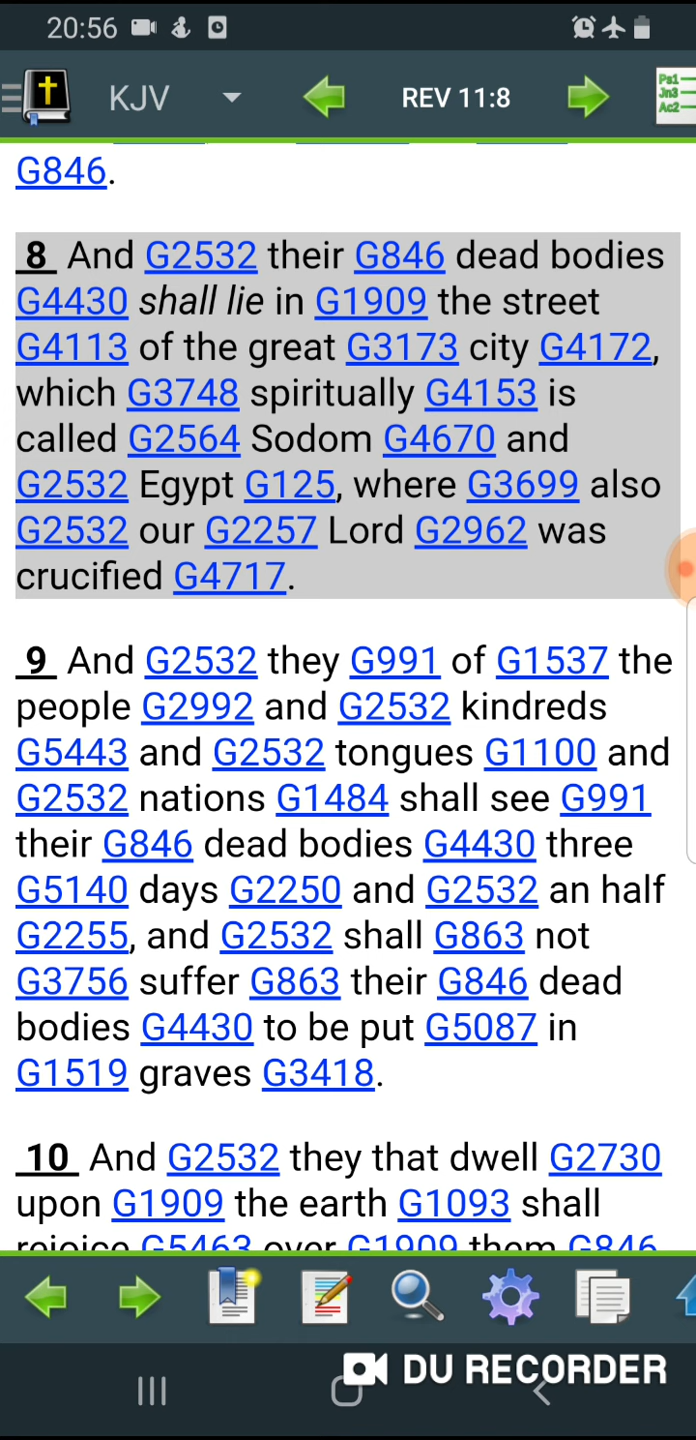 20:56
KJV
REV 11:8
Ps1
Jn3
Ac2
G846.
8 And G2532 their G846 dead bodies
G4430 shall lie in G1909 the street
G4113 of the great G3173 city G4172,
which G3748 spiritually G4153 is
called G2564 Sodom G4670 and
G2532 Egypt G125, where G3699 also
G2532 our G2257 Lord G2962 was
crucified G4717.
9 And G2532 they G991 of G1537 the
people G2992 and G2532 kindreds
G5443 and G2532 tongues G1100 and
G2532 nations G1484 shall see G991
their G846 dead bodies G4430 three
G5140 days G2250 and G2532 an half
G2255, and G2532 shall G863 not
G3756 suffer G863 their G846 dead
bodies G4430 to be put G5087 in
G1519 graves G3418.
10 And G2532 they that dwell G2730
upon G1909 the earth G1093 shall
rejoice G5463 over G1909 them G846
DU RECORDER